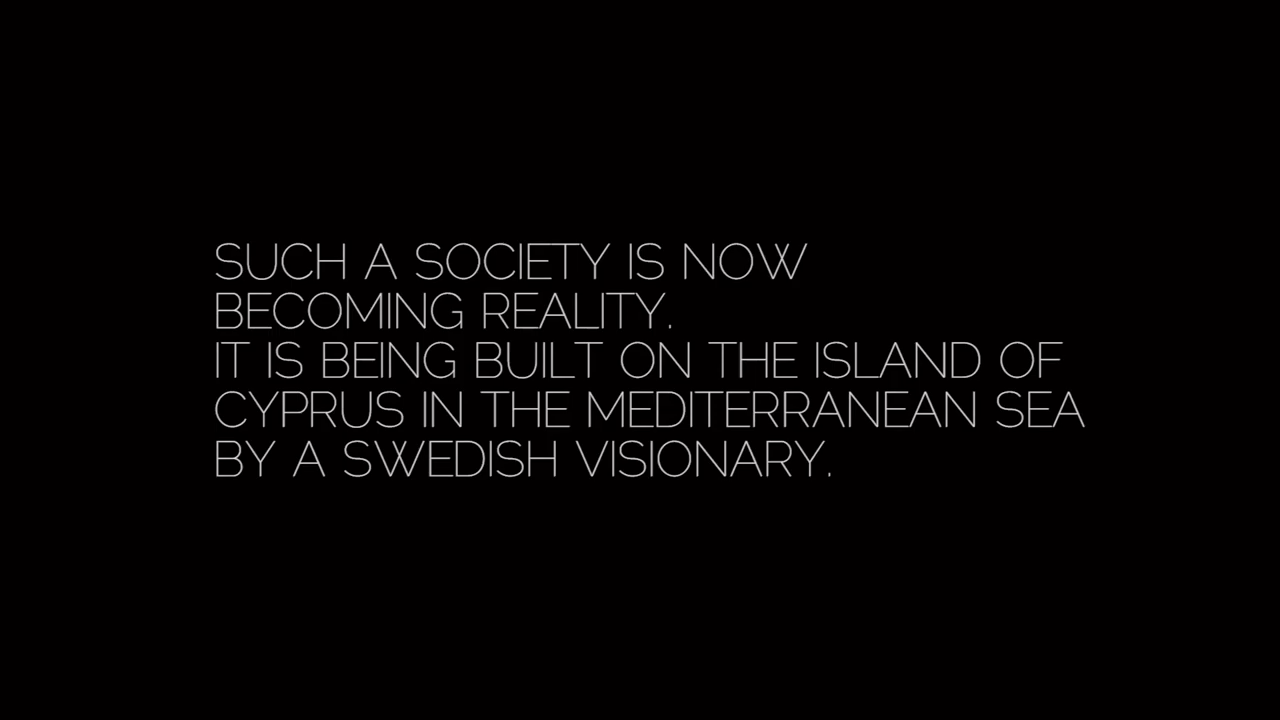 SUCH A SOCIETY IS NOW
BECOMING REALITY.
IT IS BEING BUILT ON THE ISLAND OF
CYPRUS IN THE MEDITERRANEAN SEA
BY A SWEDISH VISIONARY.